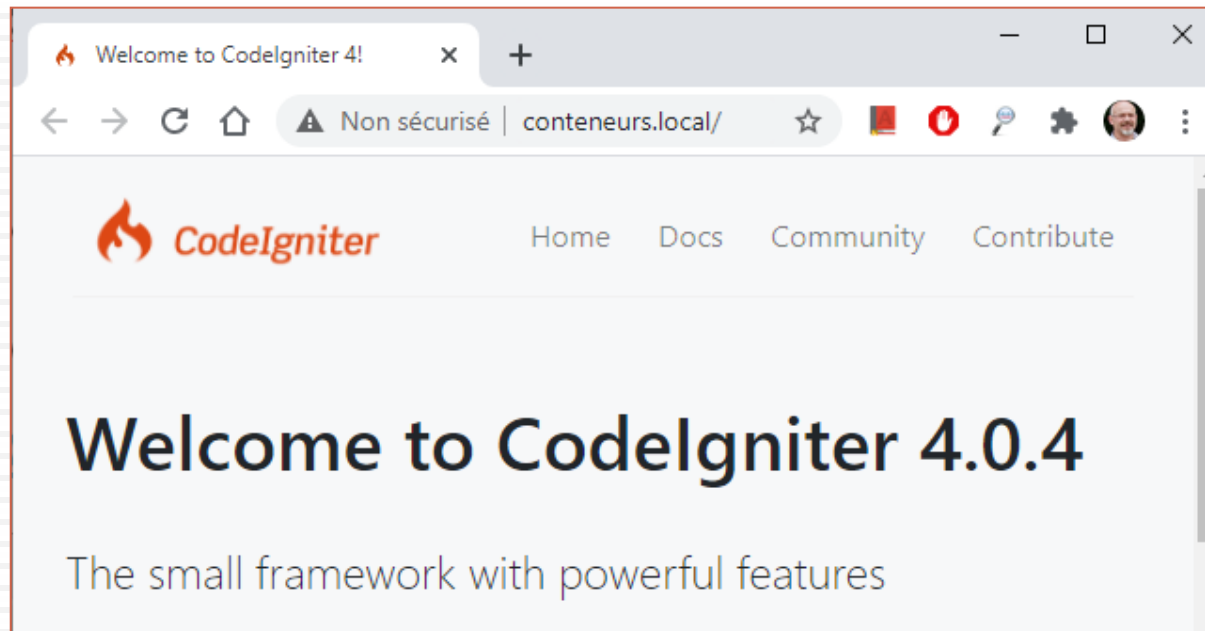 Welcome to CodeIgniter 4!
Non sécurisé | conteneurs.local/
CodeIgniter Home Docs Community Contribute
Welcome to CodeIgniter 4.0.4
The small framework with powerful features